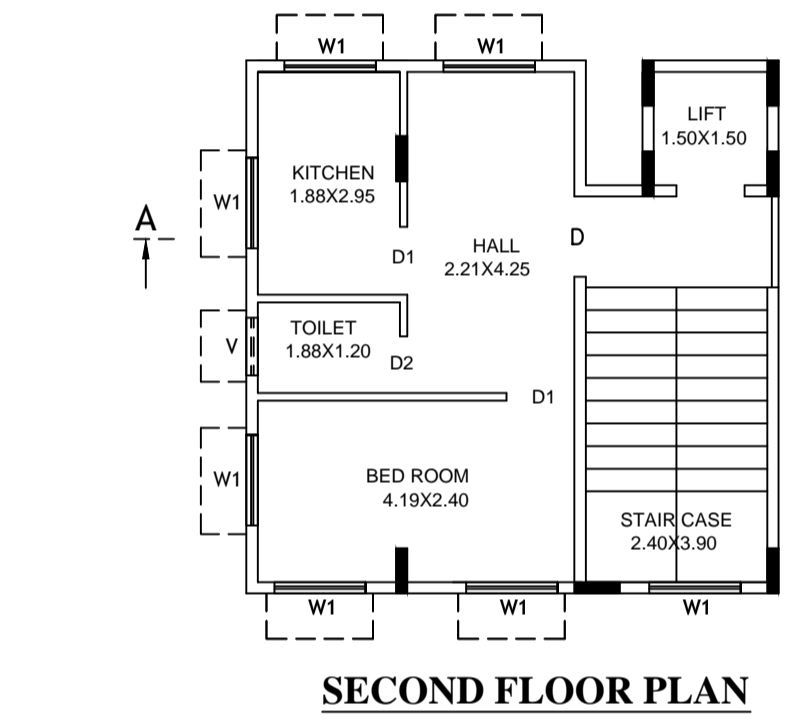 W1
W1
LIFT
1.50X1.50
KITCHEN
1.88X2.95
W1
A
D
HALL
2.21X4.25
D1
TOILET
1.88X1.20
V
D2
D1
BED ROOM
4.19X2.40
W1
STAIR CASE
2.40X3.90
W1
W1
W1
SECOND FLOOR PLAN